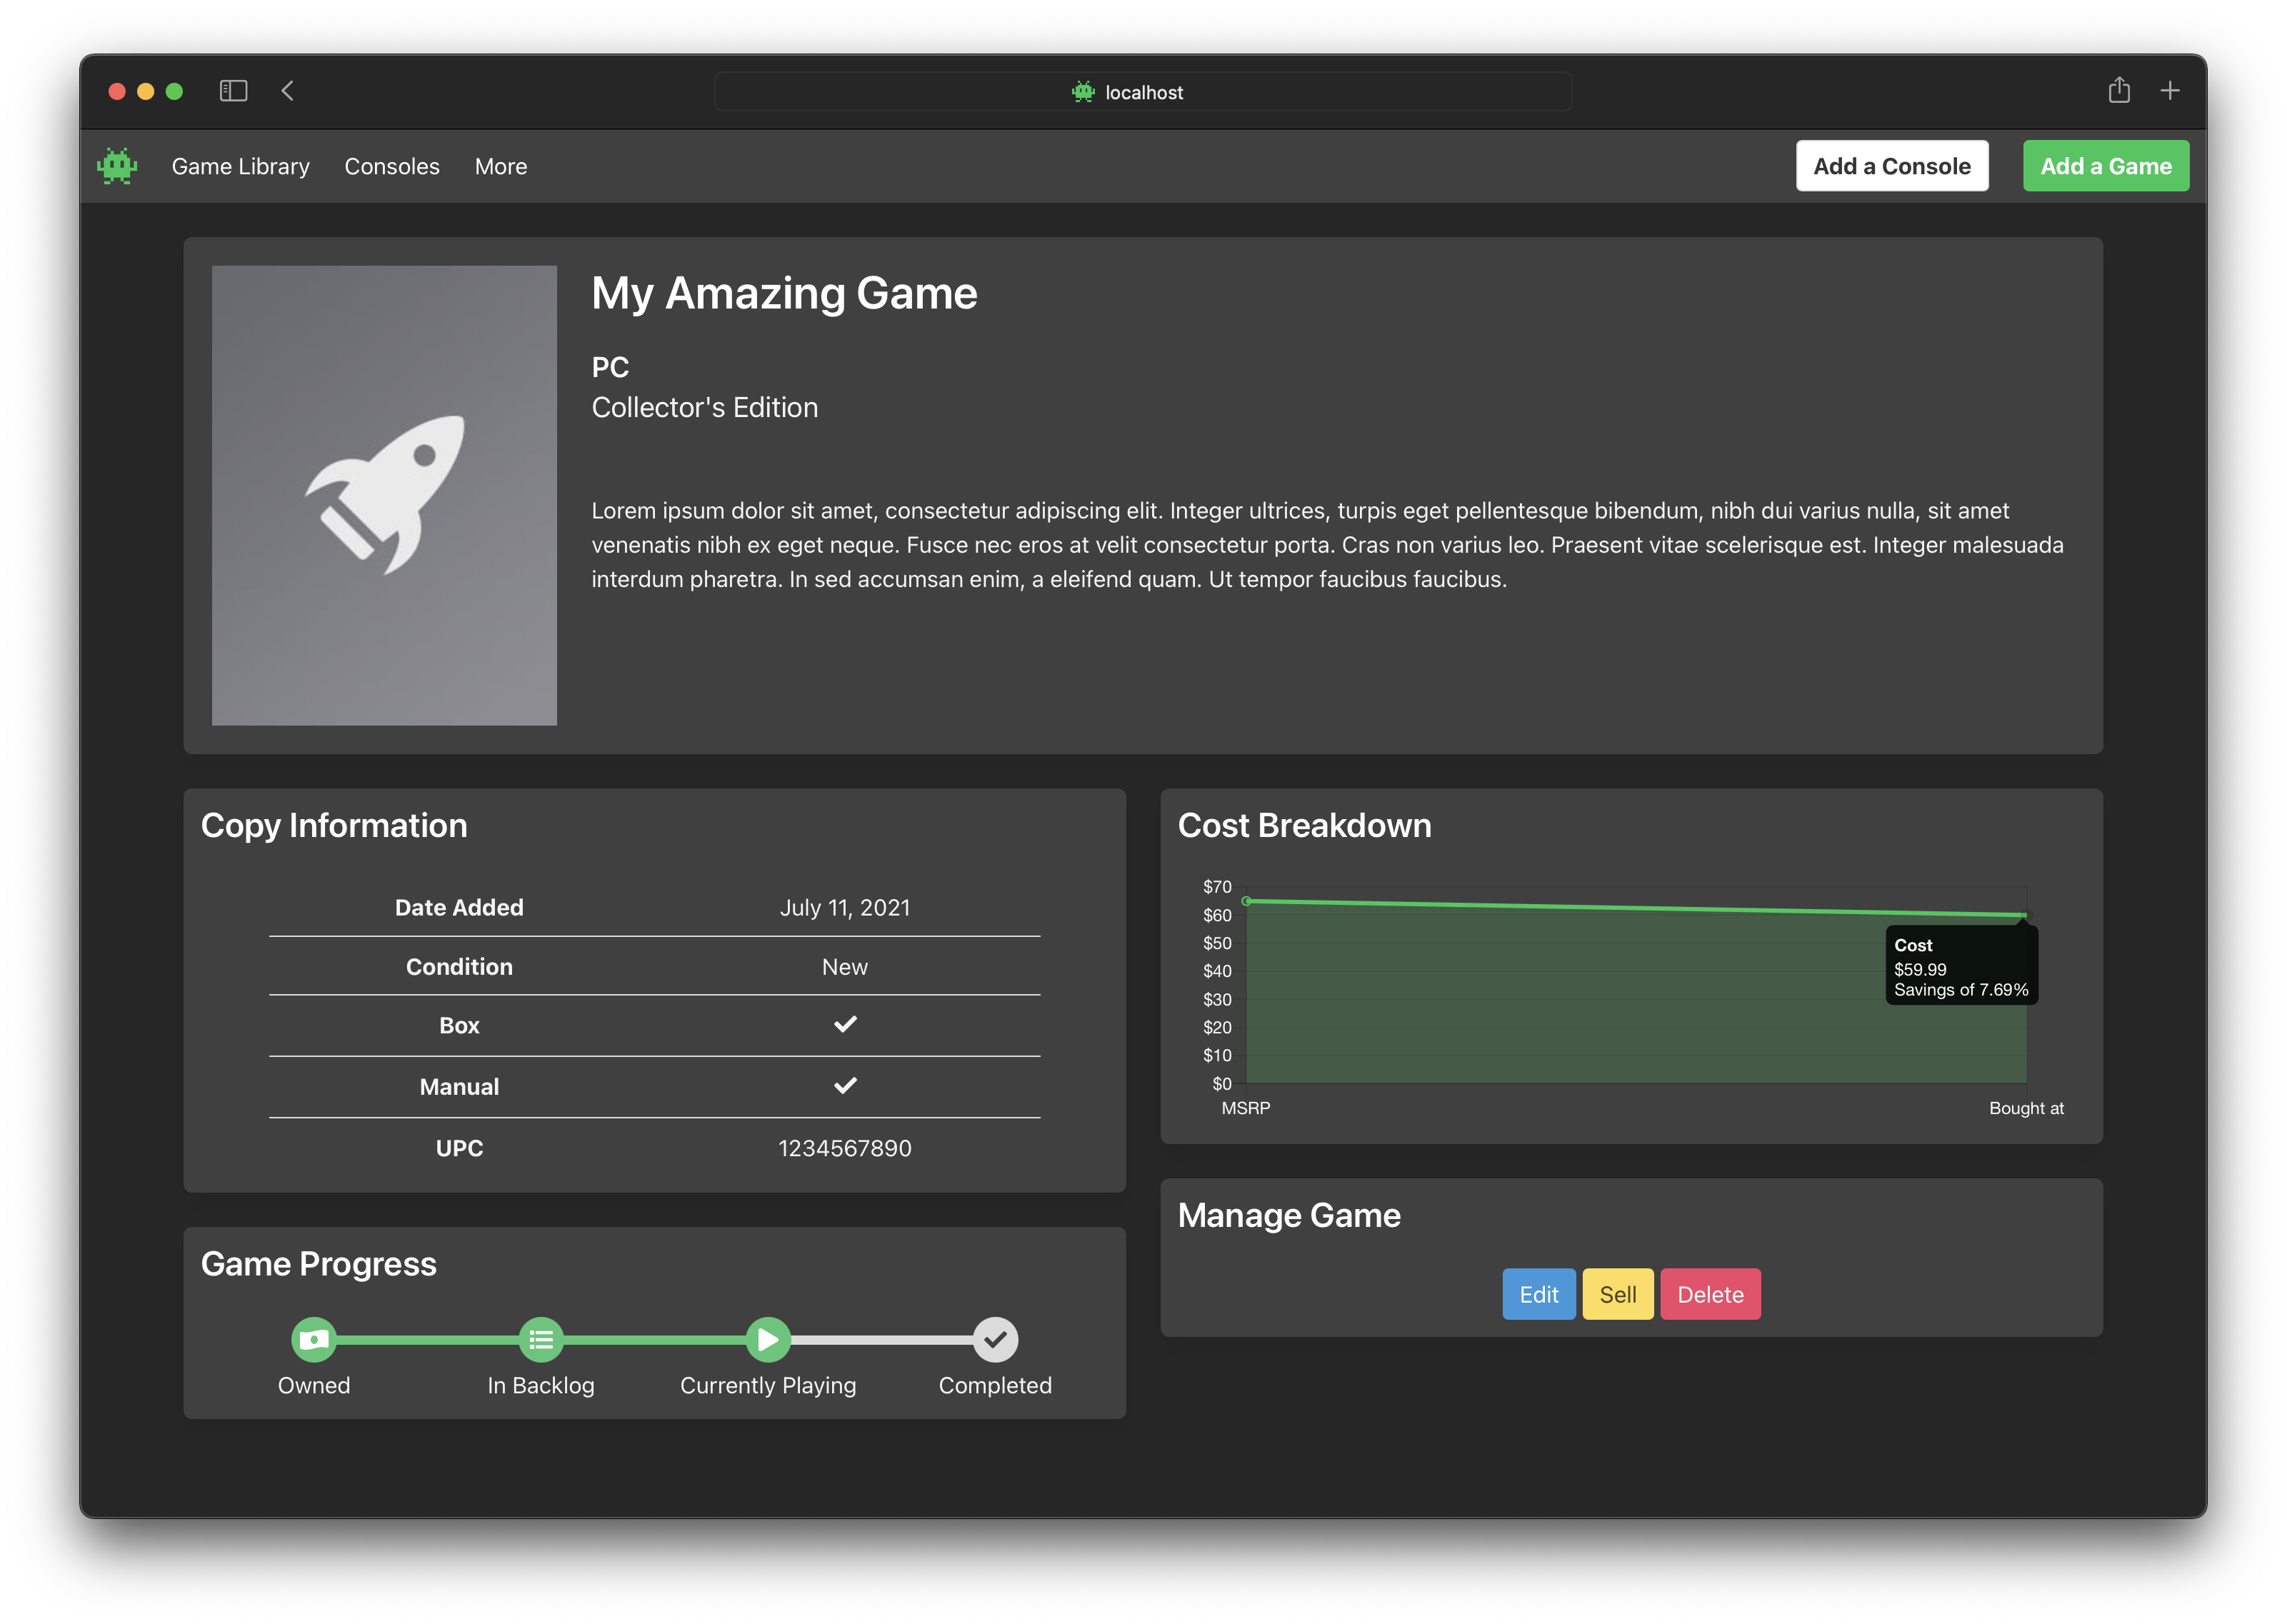 localhost
Game Library Consoles More Add a Console Add a Game
My Amazing Game
PC
Collector's Edition
Lorem ipsum dolor sit amet, consectetur adipiscing elit. Integer ultrices, turpis eget pellentesque bibendum, nibh dui varius nulla, sit amet
venenatis nibh ex eget neque. Fusce nec eros at velit consectetur porta. Cras non varius leo. Praesent vitae scelerisque est. Integer malesuada
interdum pharetra. In sed accumsan enim, a eleifend quam. Ut tempor faucibus faucibus.
Copy Information
Date Added July 11, 2021
Condition New
Box
Manual
UPC 1234567890
Game Progress
Owned In Backlog Currently Playing Completed
Cost Breakdown
$70
$60
$50
$40
$30
$20
$10
$0
MSRP Bought at
Cost
$59.99
Savings of 7.69%
Manage Game
Edit Sell Delete